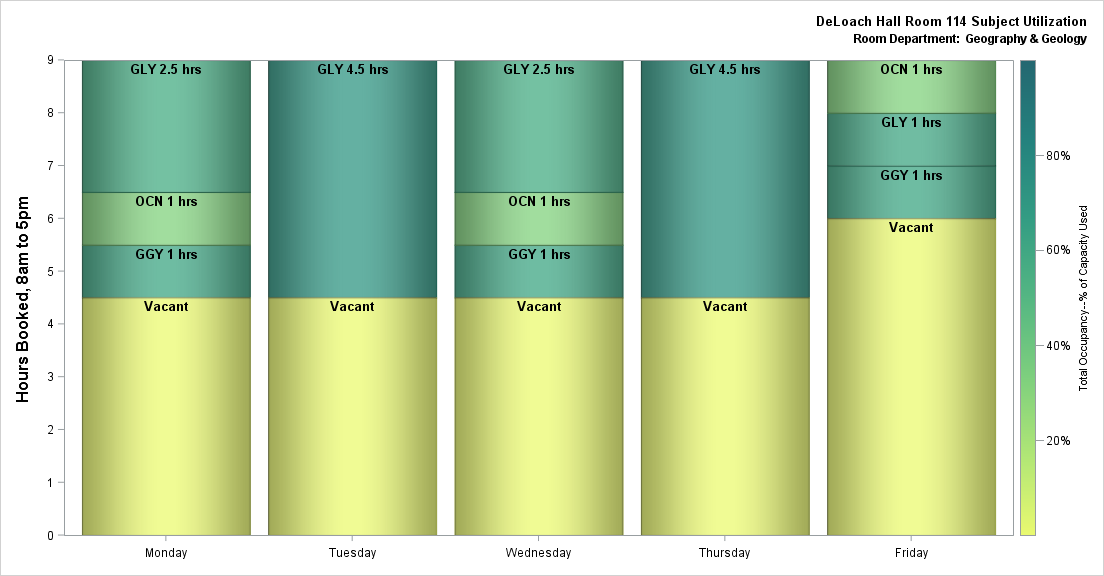 DeLoach Hall Room 114 Subject Utilization
Room Department: Geography & Geology
Hours Booked, 8am to 5pm
9
8
7
6
5
4
3
2
1
0
GLY 2.5 hrs
OCN 1 hrs
GGY 1 hrs
Vacant
GLY 4.5 hrs
Vacant
GLY 2.5 hrs
OCN 1 hrs
GGY 1 hrs
Vacant
GLY 4.5 hrs
Vacant
OCN 1 hrs
GLY 1 hrs
GGY 1 hrs
Vacant
Monday
Tuesday
Wednesday
Thursday
Friday
80%
60%
40%
20%
Total Occupancy--% of Capacity Used